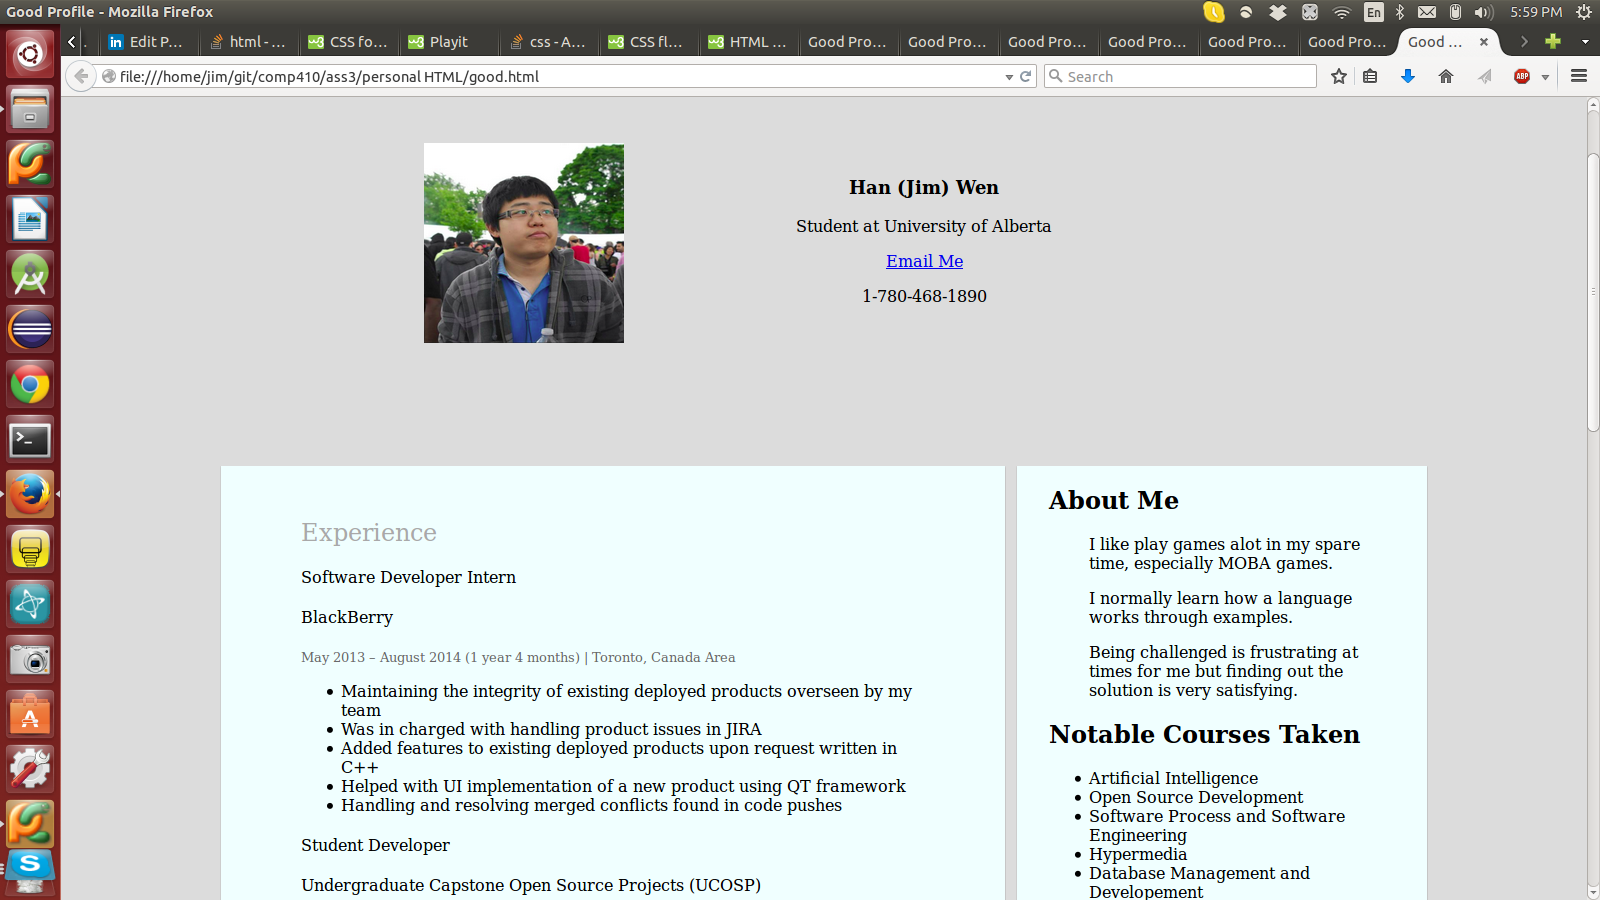 Good Profile - Mozilla Firefox
En
5:59 PM
Edit P...
html - ...
CSS fo...
Playit
css - A...
CSS fl...
HTML ...
Good Pro...
Good Pro...
Good Pro...
Good Pro...
Good Pro...
Good Pro...
Good ...
file:///home/jim/git/comp410/ass3/personal HTML/good.html
Search
ABP
Han (Jim) Wen
Student at University of Alberta
Email Me
1-780-468-1890
Experience
Software Developer Intern
BlackBerry
May 2013 – August 2014 (1 year 4 months) | Toronto, Canada Area
• Maintaining the integrity of existing deployed products overseen by my
team
• Was in charged with handling product issues in JIRA
• Added features to existing deployed products upon request written in
C++
• Helped with UI implementation of a new product using QT framework
• Handling and resolving merged conflicts found in code pushes
Student Developer
Undergraduate Capstone Open Source Projects (UCOSP)
About Me
I like play games alot in my spare
time, especially MOBA games.
I normally learn how a language
works through examples.
Being challenged is frustrating at
times for me but finding out the
solution is very satisfying.
Notable Courses Taken
• Artificial Intelligence
• Open Source Development
• Software Process and Software
Engineering
• Hypermedia
• Database Management and
Developement